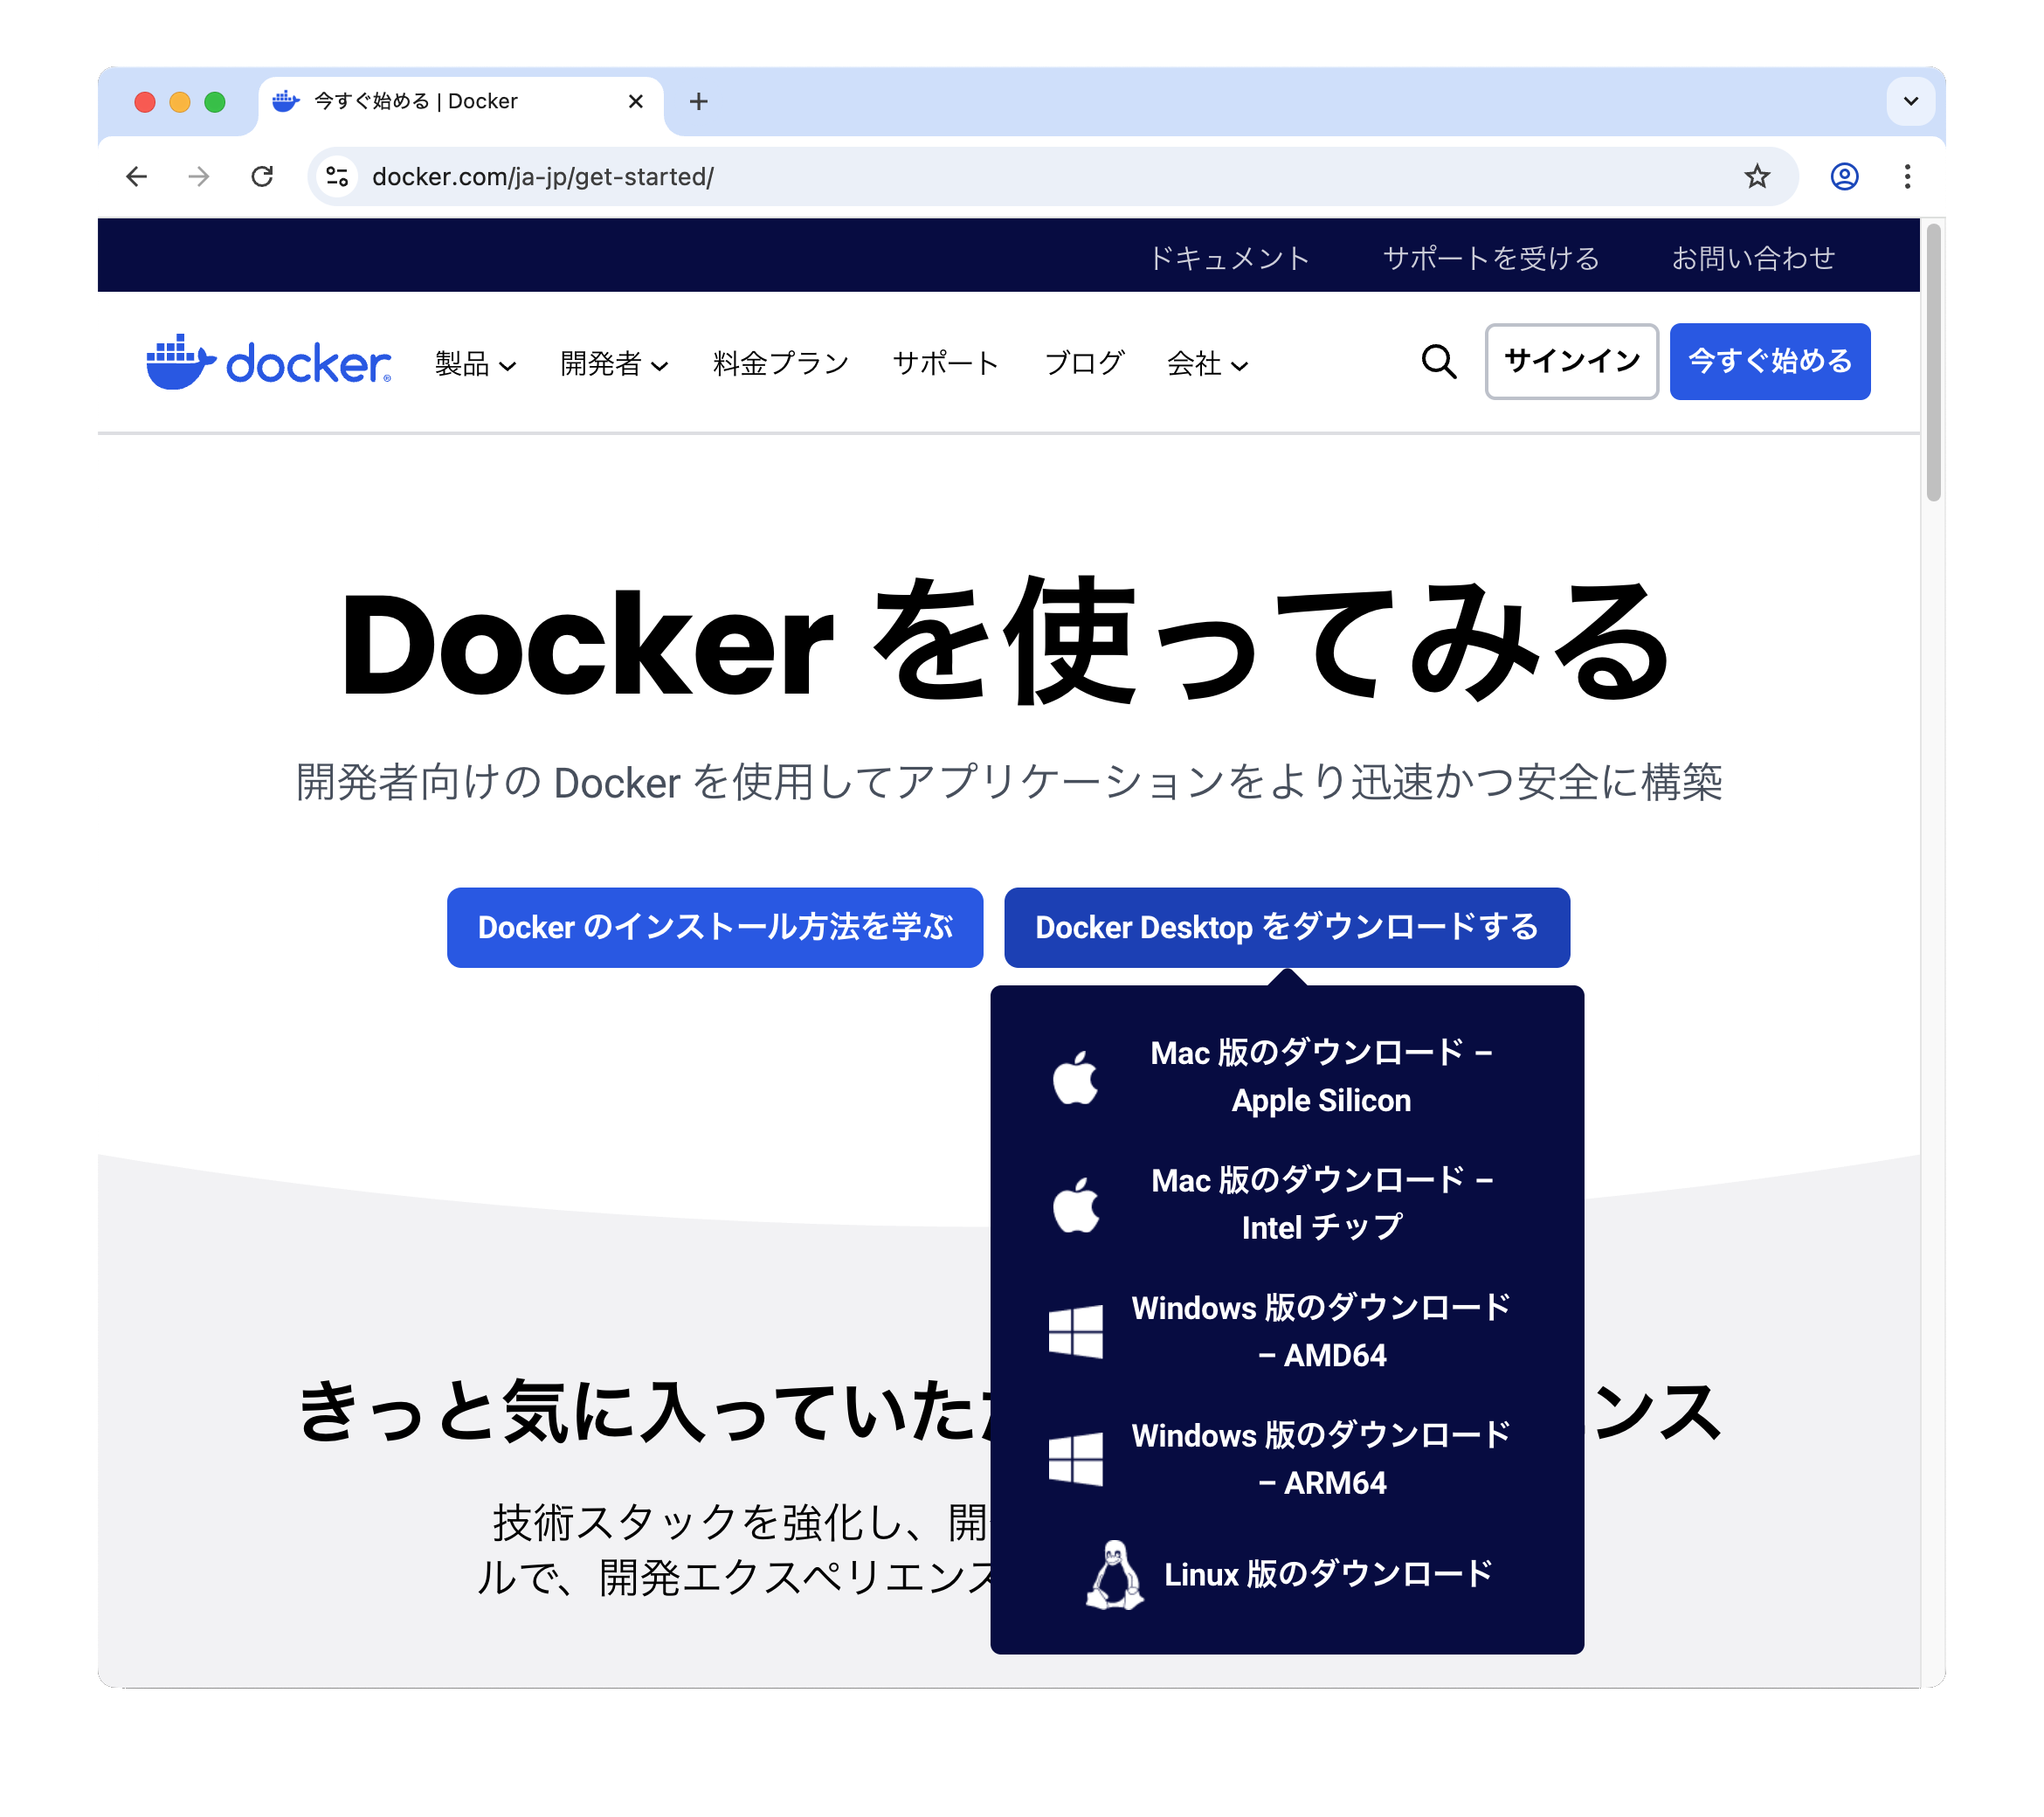 今すぐ始める | Docker
docker.com/ja-jp/get-started/
ドキュメント サポートを受ける お問い合わせ
docker® 製品 開発者 料金プラン サポート ブログ 会社 サインイン 今すぐ始める
Docker を使ってみる
開発者向けの Docker を使用してアプリケーションをより迅速かつ安全に構築
Docker のインストール方法を学ぶ Docker Desktop をダウンロードする
Mac 版のダウンロード –
Apple Silicon
Mac 版のダウンロード –
Intel チップ
Windows 版のダウンロード
– AMD64
Windows 版のダウンロード
– ARM64
Linux 版のダウンロード
きっと気に入っていた ンス
技術スタックを強化し、開
ルで、開発エクスペリエンス